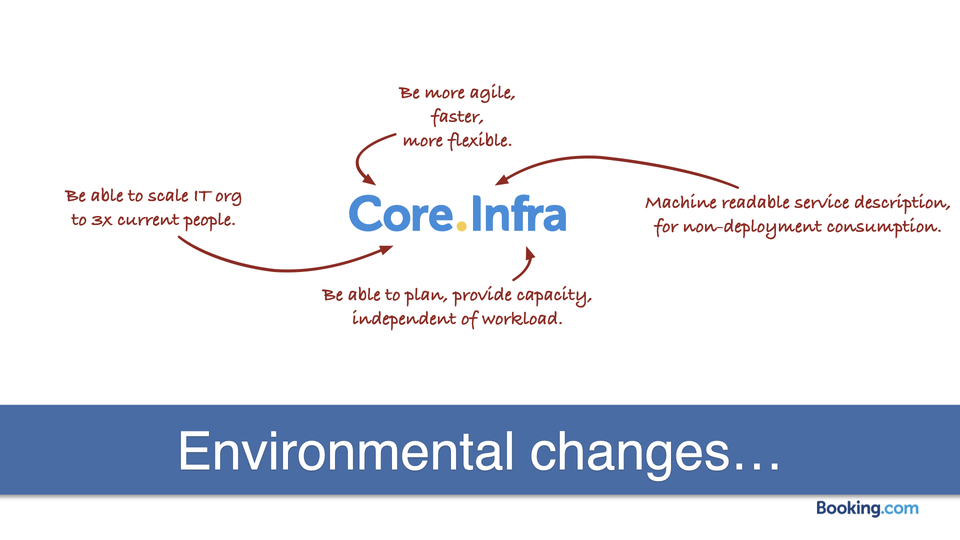 Be more agile,
faster,
more flexible.
Be able to scale IT org
to 3x current people.
Core.Infra
Machine readable service description,
for non-deployment consumption.
Be able to plan, provide capacity,
independent of workload.
Environmental changes…
Booking.com